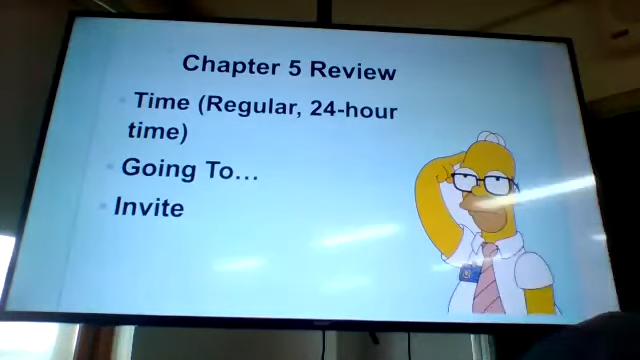 Chapter 5 Review
Time (Regular, 24-hour
time)
Going To...
Invite